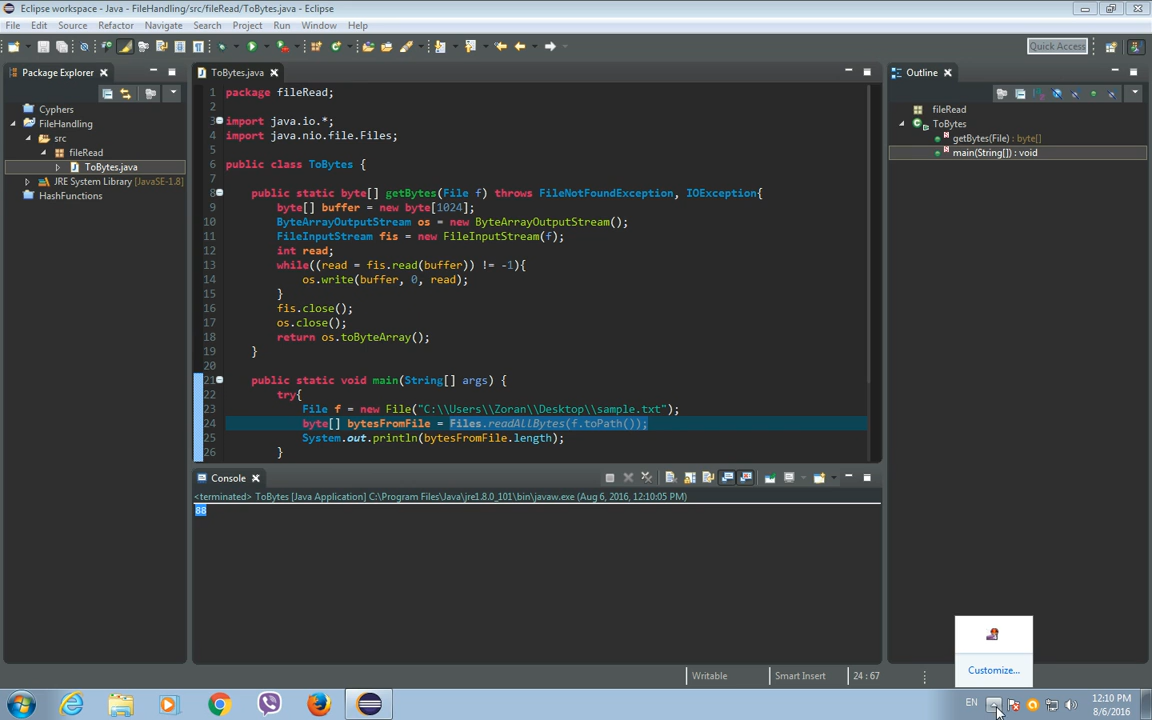 Eclipse workspace - Java - FileHandling/src/fileRead/ToBytes.java - Eclipse
File Edit Source Refactor Navigate Search Project Run Window Help
Quick Access
Package Explorer
Cyphers
FileHandling
src
fileRead
ToBytes.java
JRE System Library [JavaSE-1.8]
HashFunctions
ToBytes.java
1 package fileRead;
2
3 import java.io.*;
4 import java.nio.file.Files;
5
6 public class ToBytes {
7
8 public static byte[] getBytes(File f) throws FileNotFoundException, IOException{
9 byte[] buffer = new byte[1024];
10 ByteArrayOutputStream os = new ByteArrayOutputStream();
11 FileInputStream fis = new FileInputStream(f);
12 int read;
13 while((read = fis.read(buffer)) != -1){
14 os.write(buffer, 0, read);
15 }
16 fis.close();
17 os.close();
18 return os.toByteArray();
19 }
20
21 public static void main(String[] args) {
22 try{
23 File f = new File("C:\\Users\\Zoran\\Desktop\\sample.txt");
24 byte[] bytesFromFile = Files.readAllBytes(f.toPath());
25 System.out.println(bytesFromFile.length);
26 }
Console
<terminated> ToBytes [Java Application] C:\Program Files\Java\jre1.8.0_101\bin\javaw.exe (Aug 6, 2016, 12:10:05 PM)
88
Outline
fileRead
ToBytes
getBytes(File) : byte[]
main(String[]) : void
Customize...
Writable Smart Insert 24 : 67
EN
12:10 PM
8/6/2016